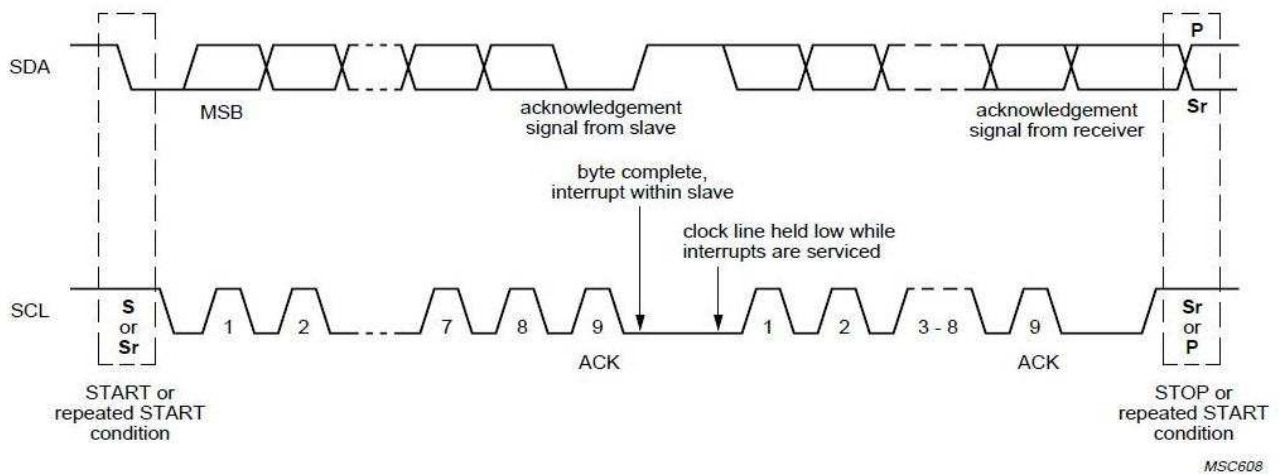 P
SDA
MSB
acknowledgement
signal from slave
acknowledgement
signal from receiver
Sr
byte complete,
interrupt within slave
clock line held low while
interrupts are serviced
SCL
S
or
Sr
1
2
7
8
9
1
2
3 - 8
9
Sr
or
P
ACK
ACK
START or
repeated START
condition
STOP or
repeated START
condition
MSC608